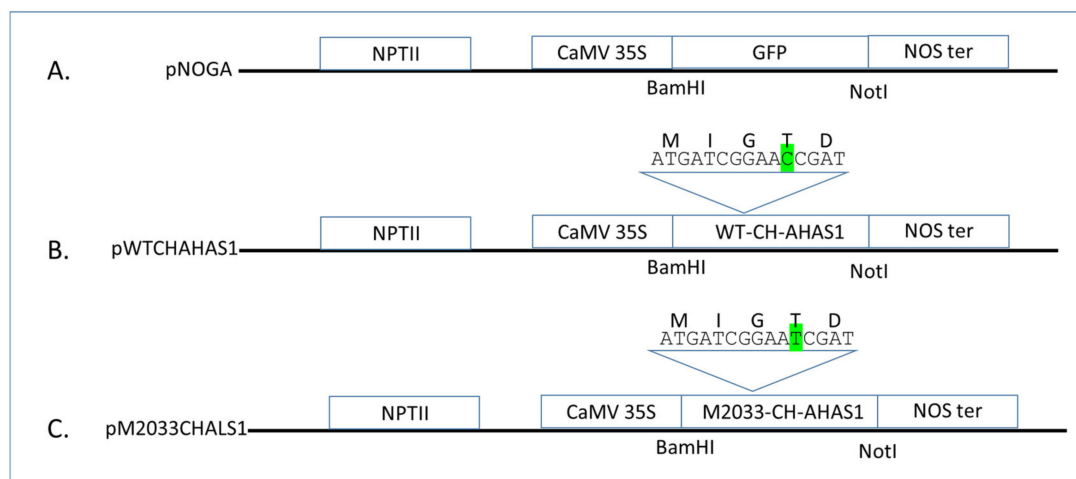 A. pNOGA NPTII CaMV 35S GFP NOS ter
BamHI NotI
M I G T D
ATGATCGGAACCGAT
B. pWTCHAHAS1 NPTII CaMV 35S WT-CH-AHAS1 NOS ter
BamHI NotI
M I G T D
ATGATCGGAATCGAT
C. pM2033CHALS1 NPTII CaMV 35S M2033-CH-AHAS1 NOS ter
BamHI NotI